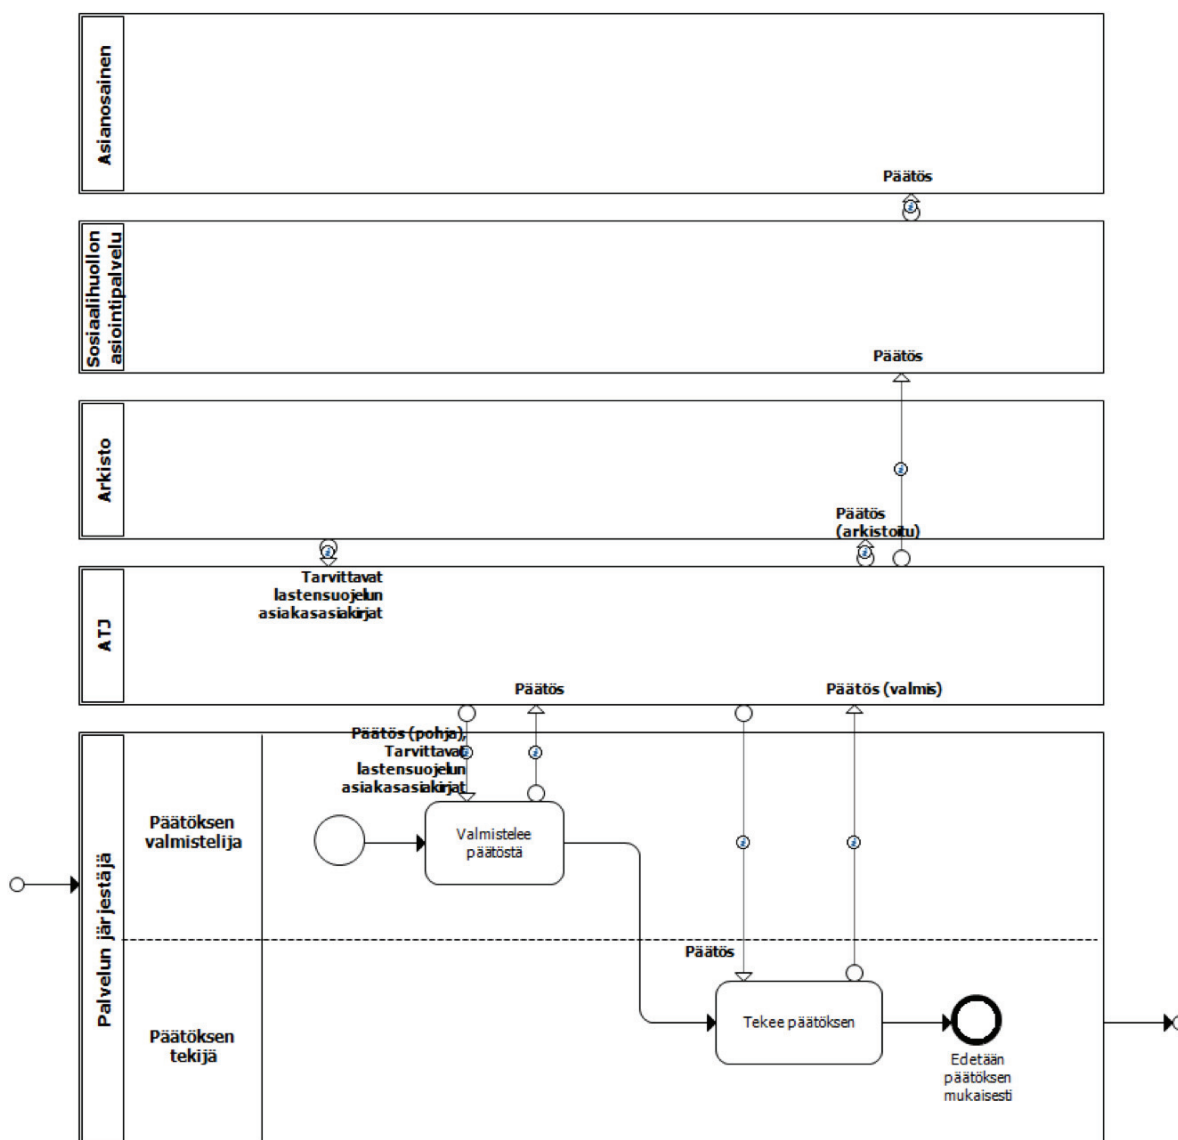 Asianosainen
Päätös
Sosiaalihuollon
asiointipalvelu
Päätös
Arkisto
Päätös
(arkistoitu)
ATJ
Tarvittavat
lastensuojelun
asiakasasiakirjat
Päätös
Päätös (valmis)
Palvelun järjestäjä
Päätöksen
valmistelija
Päätös (pohja),
Tarvittavat
lastensuojelun
asiakasasiakirjat
Valmistelee
päätöstä
Päätöksen
tekijä
Päätös
Tekee päätöksen
Edetään
päätöksen
mukaisesti